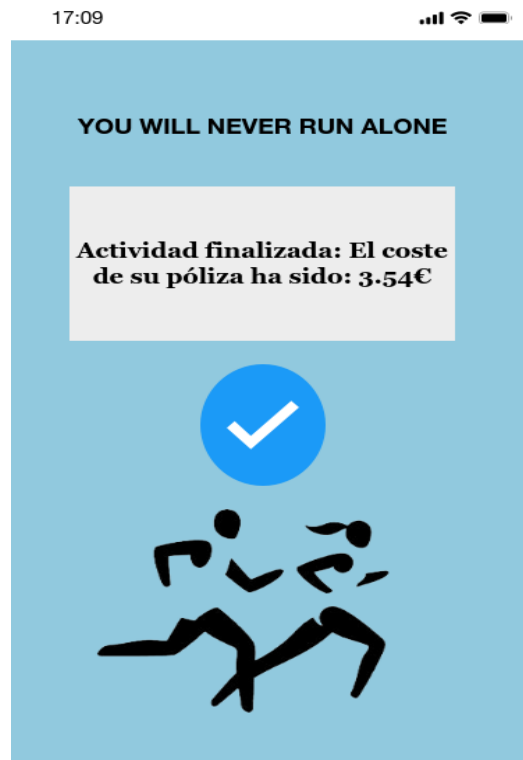 17:09
YOU WILL NEVER RUN ALONE
Actividad finalizada: El coste
de su póliza ha sido: 3.54€